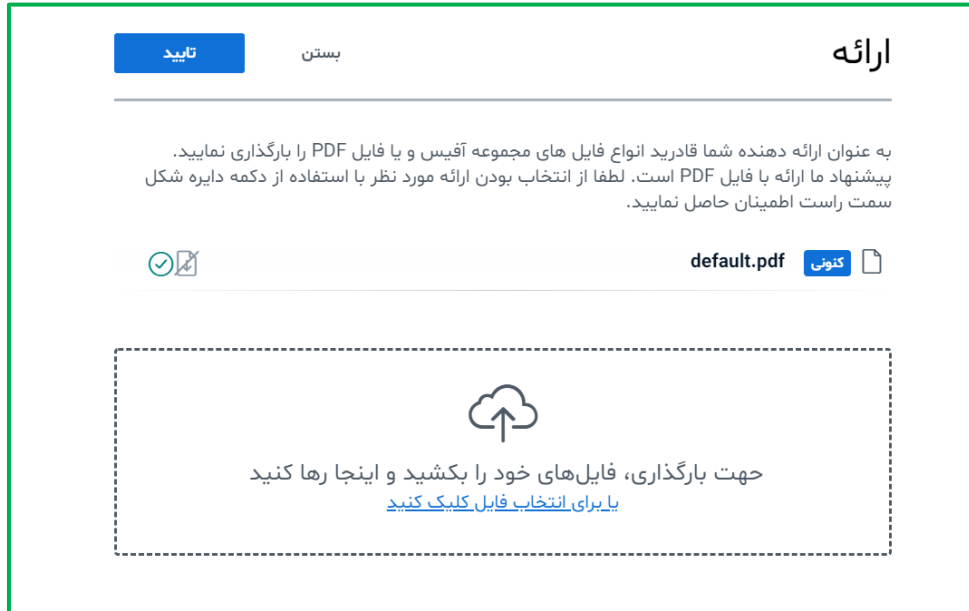 ارائه
بستن
تایید
به عنوان ارائه دهنده شما قادرید انواع فایل های مجموعه آفیس و یا فایل PDF را بارگذاری نمایید.
پیشنهاد ما ارائه با فایل PDF است. لطفا از انتخاب بودن ارائه مورد نظر با استفاده از دکمه دایره شکل
سمت راست اطمینان حاصل نمایید.
کنونی default.pdf
جهت بارگذاری، فایل‌های خود را بکشید و اینجا رها کنید
یا برای انتخاب فایل کلیک کنید